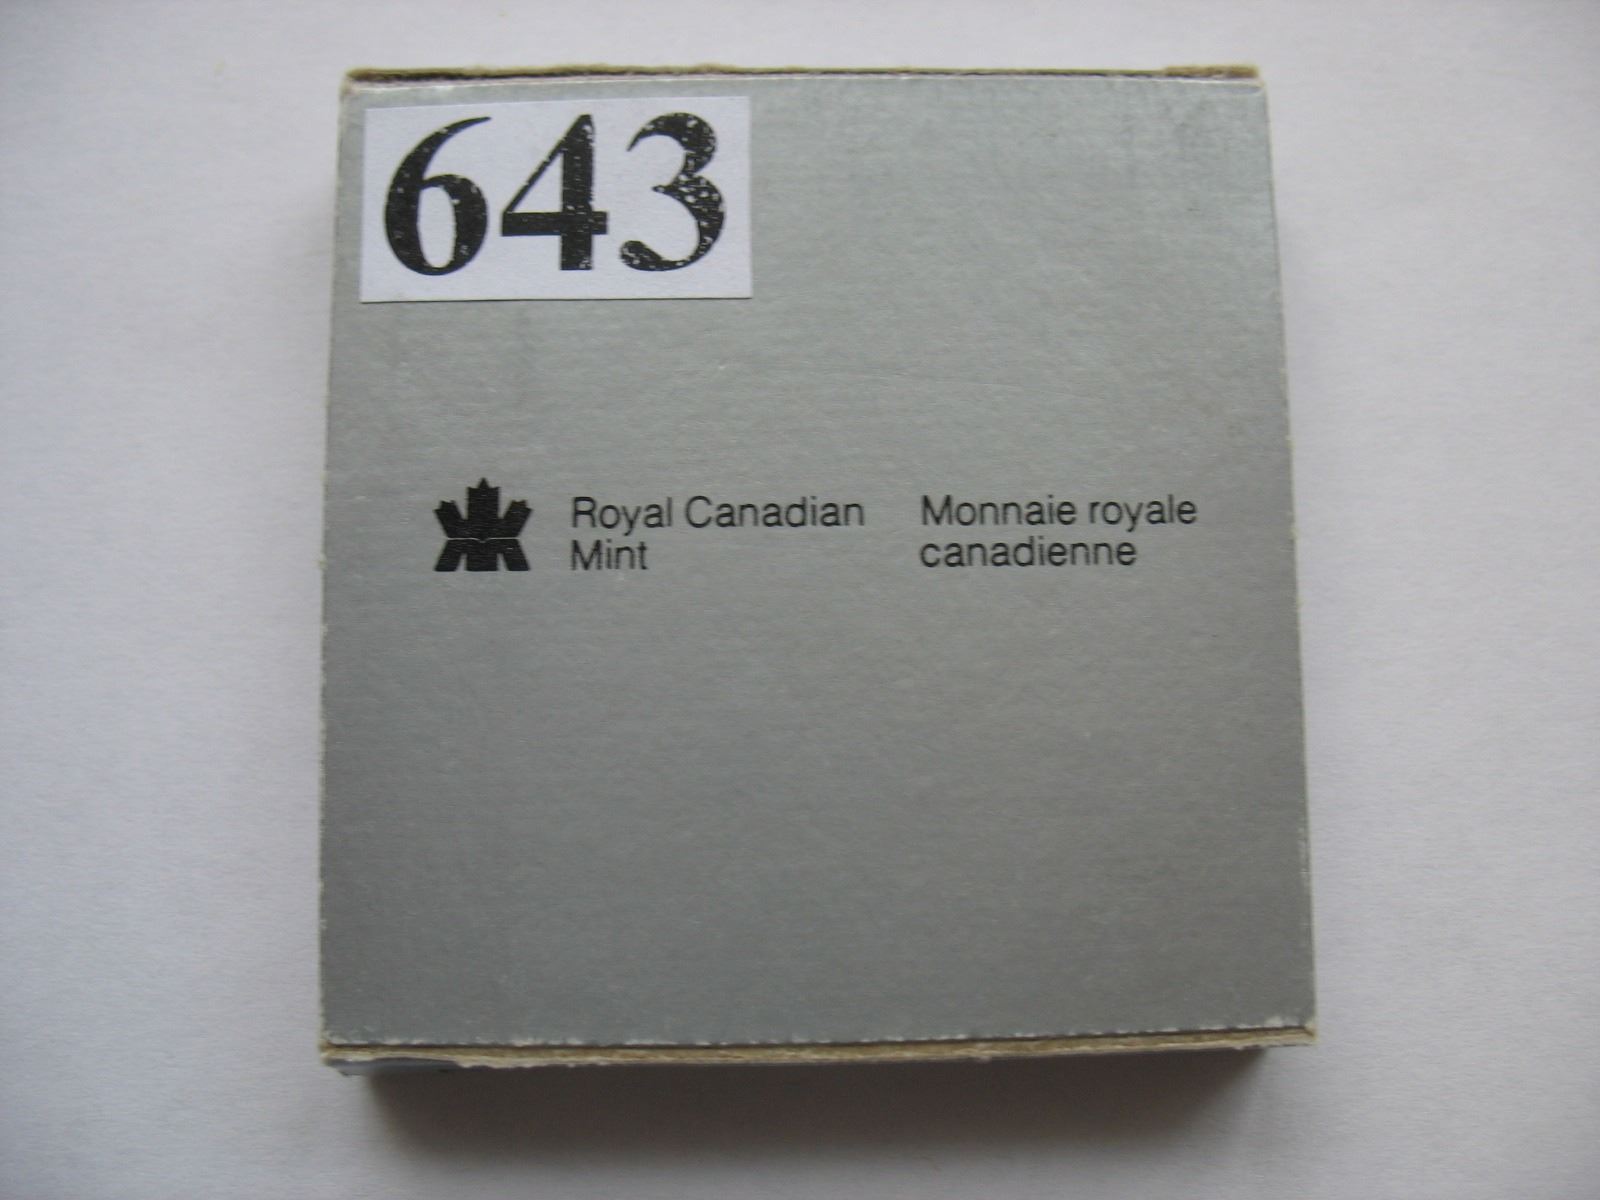 643
Royal Canadian
Mint
Monnaie royale
canadienne